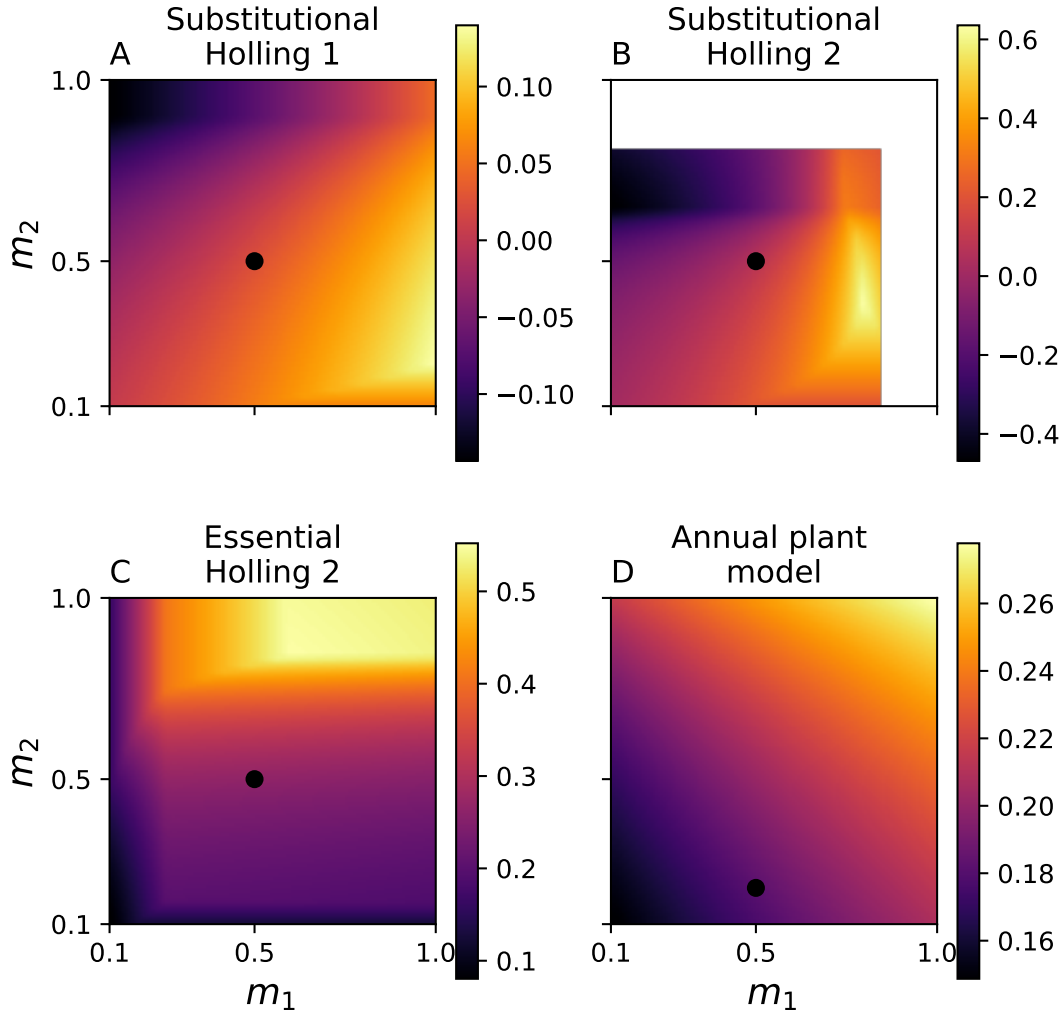 Substitutional
Holling 1
A
1.0
0.5
0.1
m2
0.10
0.05
0.00
−0.05
−0.10
Substitutional
Holling 2
B
0.6
0.4
0.2
0.0
−0.2
−0.4
Essential
Holling 2
C
1.0
0.5
0.1
m2
0.1
0.5
1.0
m1
0.5
0.4
0.3
0.2
0.1
Annual plant
model
D
0.1
0.5
1.0
m1
0.26
0.24
0.22
0.20
0.18
0.16